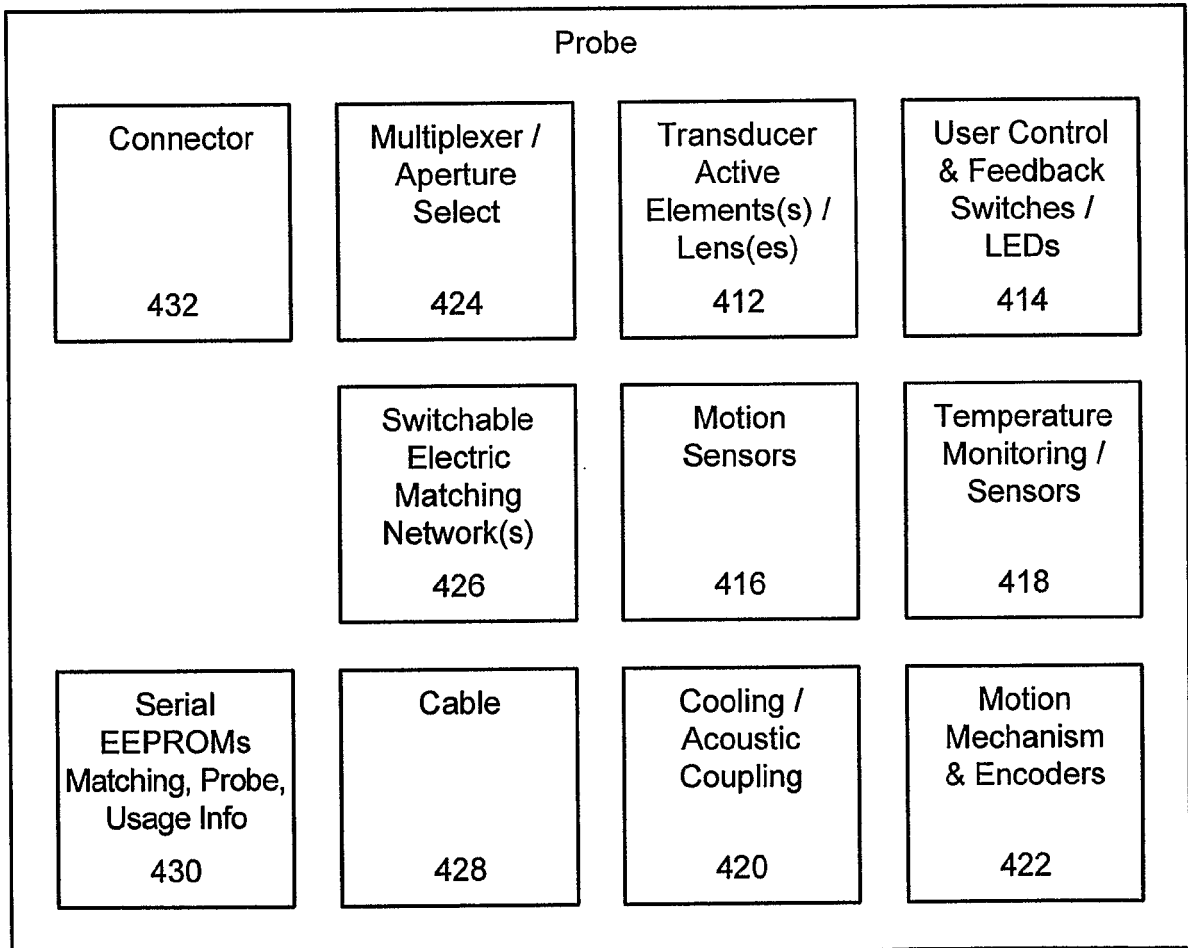 Probe
Connector
432
Multiplexer /
Aperture
Select
424
Transducer
Active
Elements(s) /
Lens(es)
412
User Control
& Feedback
Switches /
LEDs
414
Switchable
Electric
Matching
Network(s)
426
Motion
Sensors
416
Temperature
Monitoring /
Sensors
418
Serial
EEPROMs
Matching, Probe,
Usage Info
430
Cable
428
Cooling /
Acoustic
Coupling
420
Motion
Mechanism
& Encoders
422